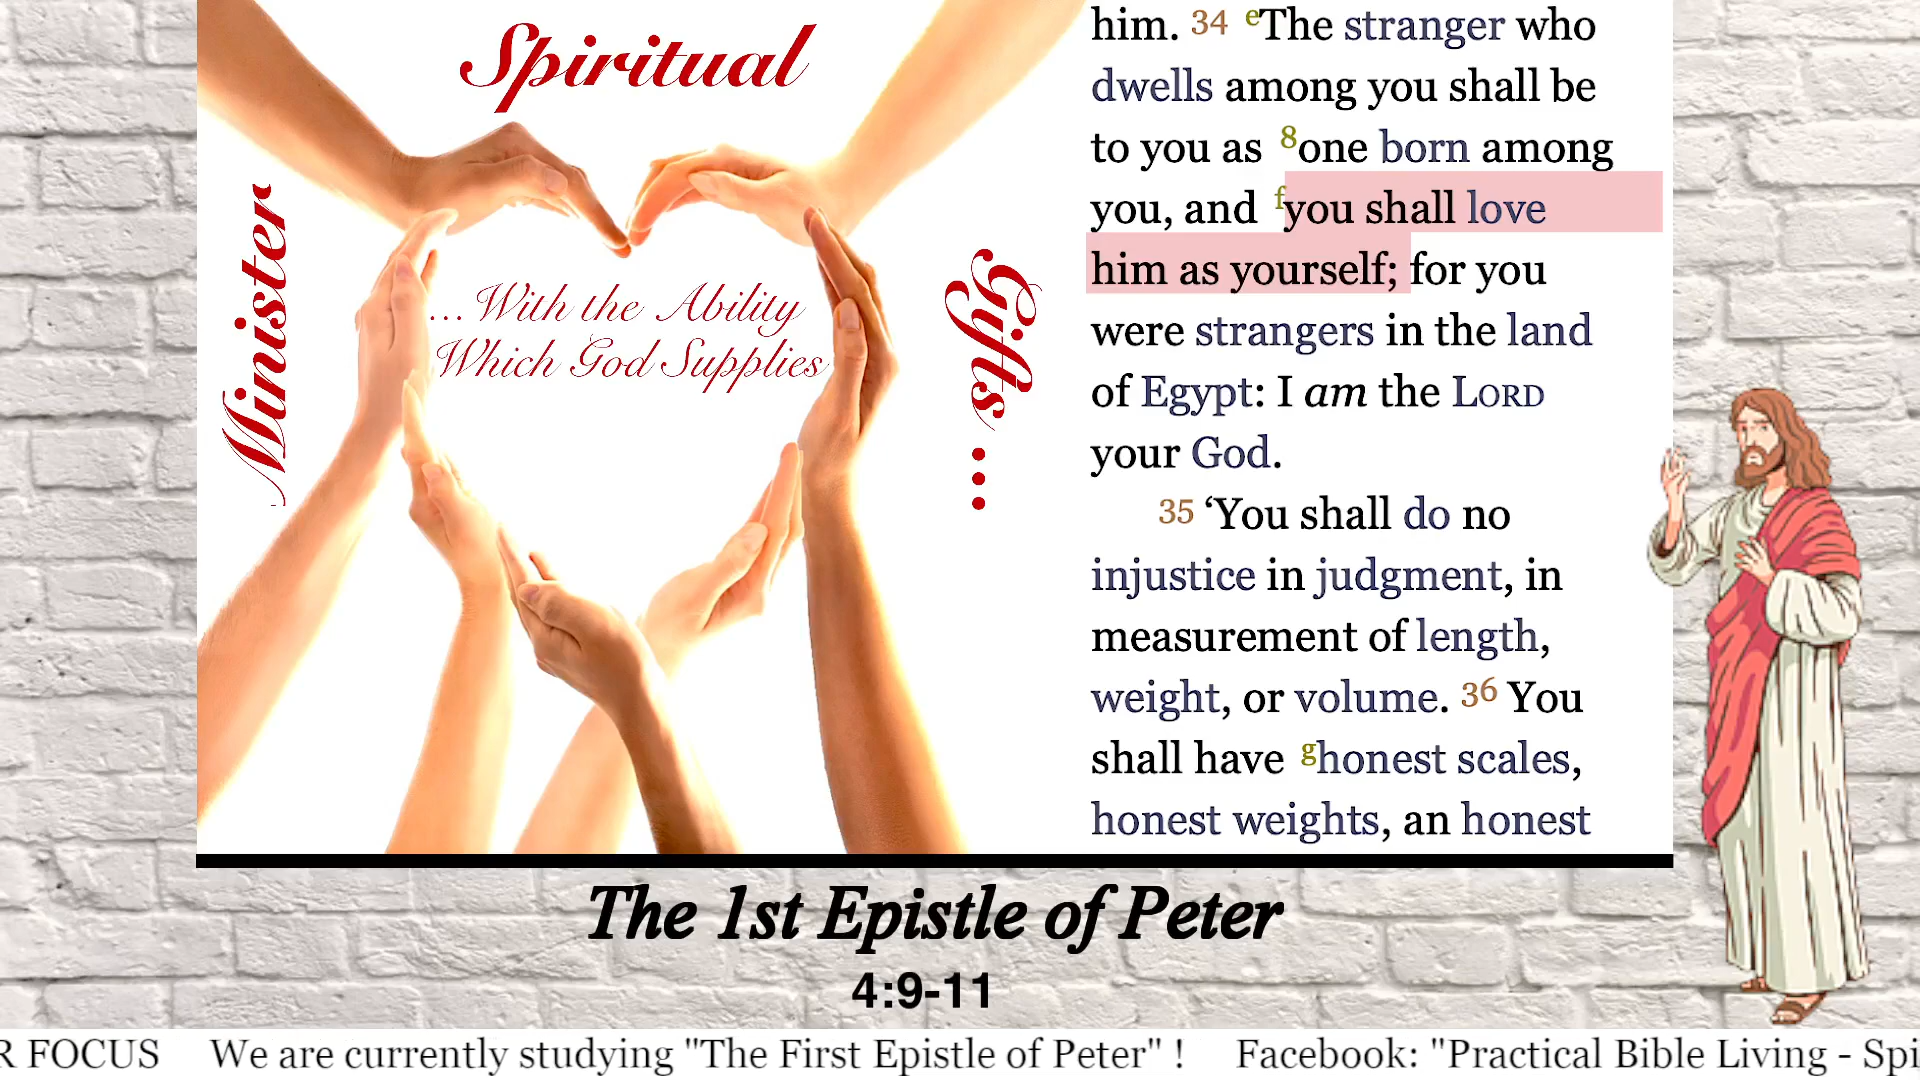 Spiritual
Minister
Gifts ...
... With the Ability
Which God Supplies
him. 34 eThe stranger who
dwells among you shall be
to you as 8one born among
you, and fyou shall love
him as yourself; for you
were strangers in the land
of Egypt: I am the LORD
your God.
35 ‘You shall do no
injustice in judgment, in
measurement of length,
weight, or volume. 36 You
shall have ghonest scales,
honest weights, an honest
The 1st Epistle of Peter
4:9-11
R FOCUS We are currently studying "The First Epistle of Peter" ! Facebook: "Practical Bible Living - Spi